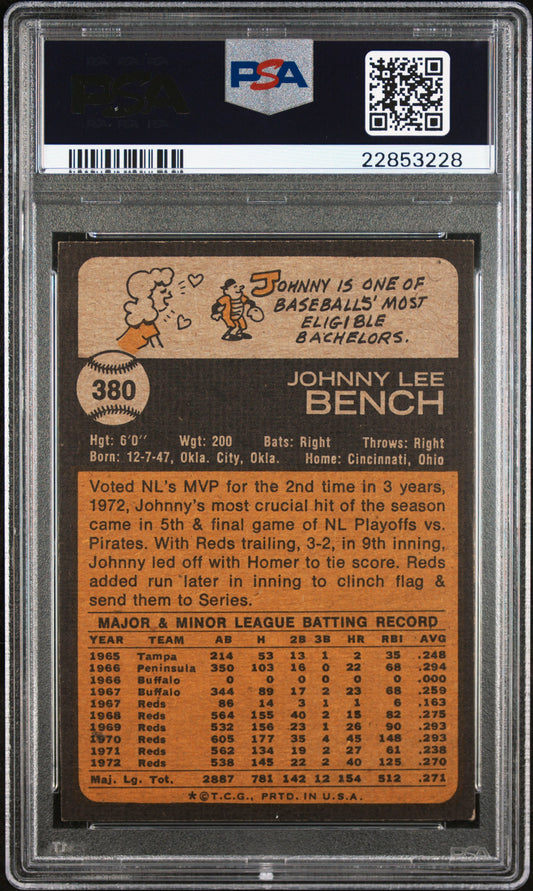 PSA
PSA
22853228
JOHNNY IS ONE OF
BASEBALLS' MOST
ELIGIBLE
BACHELORS.
380
JOHNNY LEE
BENCH
Hgt: 6'0" Wgt: 200 Bats: Right Throws: Right
Born: 12-7-47, Okla. City, Okla. Home: Cincinnati, Ohio
Voted NL's MVP for the 2nd time in 3 years,
1972, Johnny's most crucial hit of the season
came in 5th & final game of NL Playoffs vs.
Pirates. With Reds trailing, 3-2, in 9th inning,
Johnny led off with Homer to tie score. Reds
added run later in inning to clinch flag &
send them to Series.
MAJOR & MINOR LEAGUE BATTING RECORD
YEAR TEAM AB H 2B 3B HR RBI AVG
1965 Tampa 214 53 13 1 2 35 .248
1966 Peninsula 350 103 16 0 22 68 .294
1966 Buffalo 0 0 0 0 0 0 .000
1967 Buffalo 344 89 17 2 23 68 .259
1967 Reds 86 14 3 1 1 6 .163
1968 Reds 564 155 40 2 15 82 .275
1969 Reds 532 156 23 1 26 90 .293
1970 Reds 605 177 35 4 45 148 .293
1971 Reds 562 134 19 2 27 61 .238
1972 Reds 538 145 22 2 40 125 .270
Maj. Lg. Tot. 2887 781 142 12 154 512 .271
*©T.C.G., PRTD. IN U.S.A.
PSA